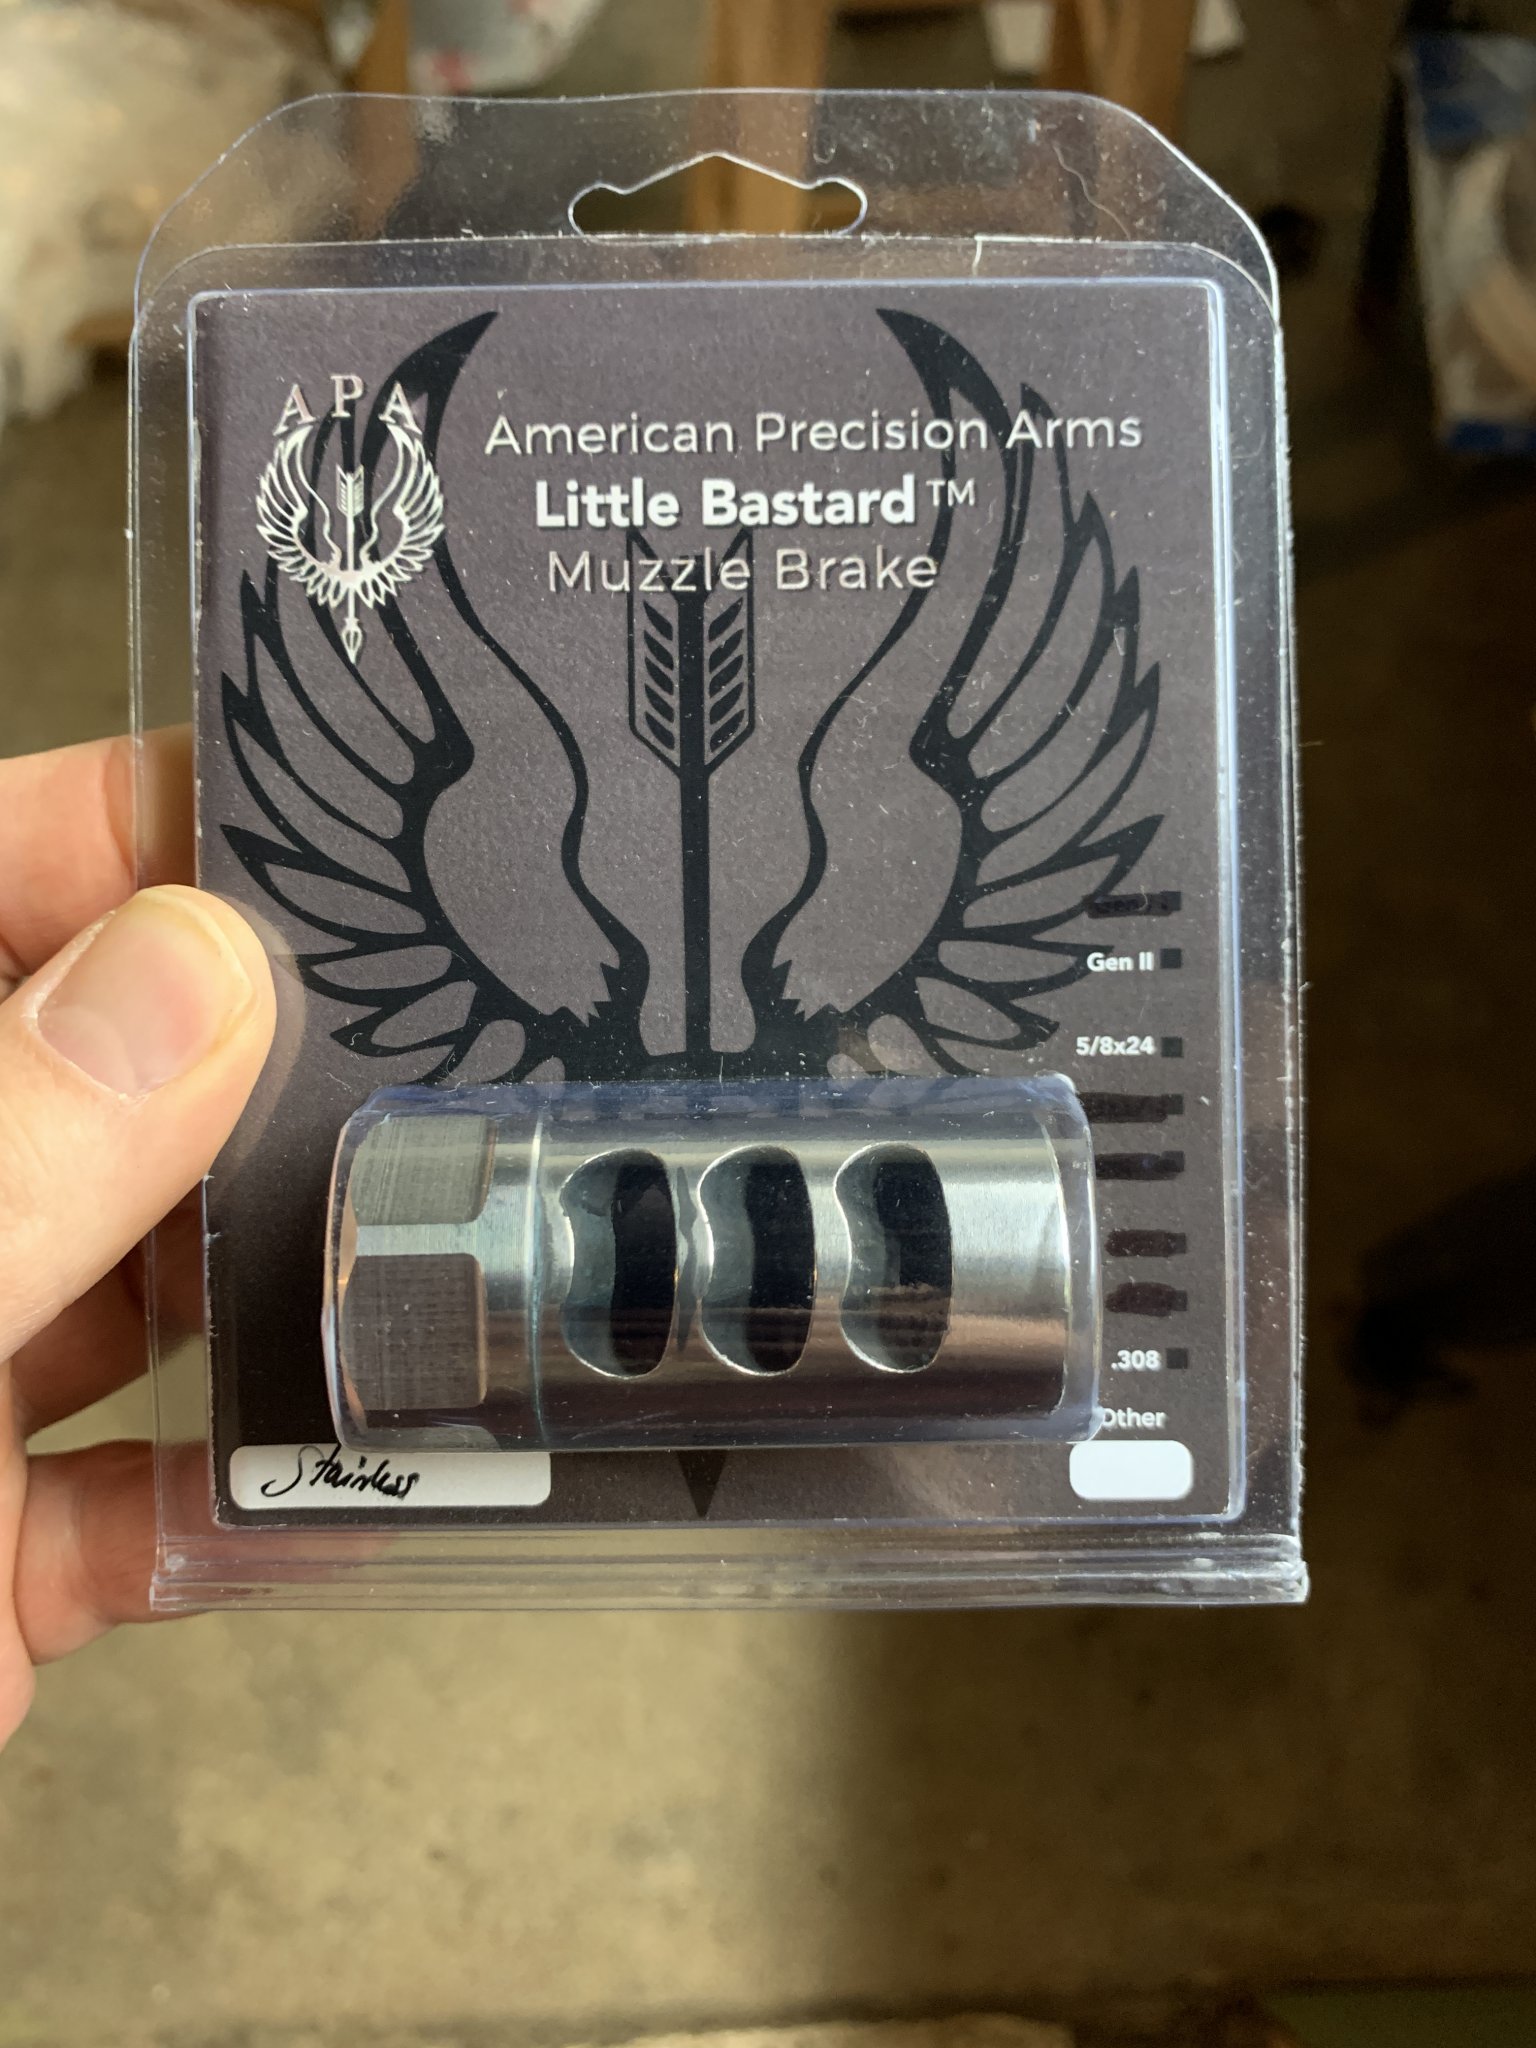 APA
American Precision Arms
Little Bastard™
Muzzle Brake
Gen II
5/8x24
.308
Other
Stainless